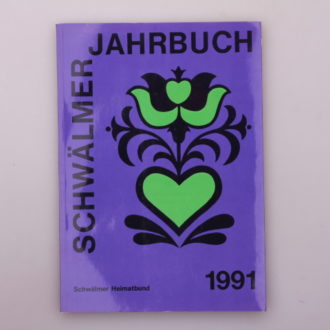 SCHWÄLMER
JAHRBUCH
Schwälmer Heimatbund
1991